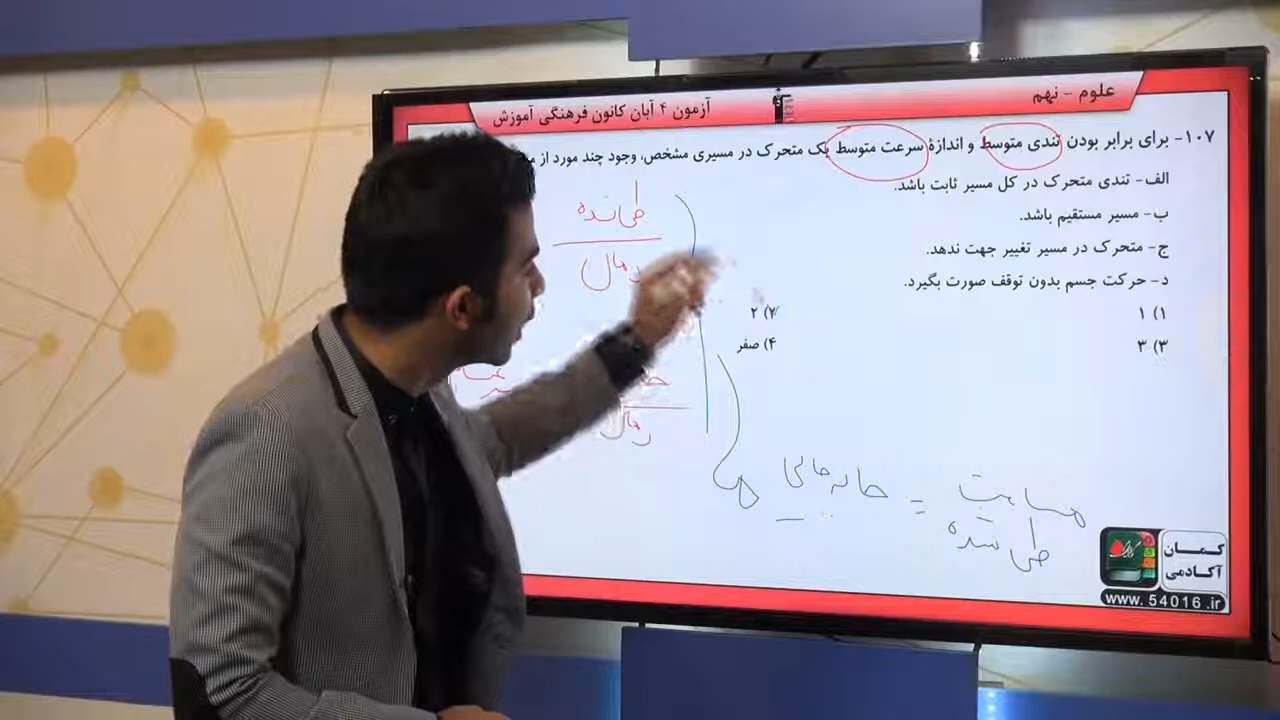 علوم - نهم
آزمون ۴ آبان کانون فرهنگی آموزش
۱۰۷- برای برابر بودن تندی متوسط و اندازهٔ سرعت متوسط یک متحرک در مسیری مشخص، وجود چند مورد از
الف- تندی متحرک در کل مسیر ثابت باشد.
ب- مسیر مستقیم باشد.
ج- متحرک در مسیر تغییر جهت ندهد.
د- حرکت جسم بدون توقف صورت بگیرد.
۱) ۱
۲) ۲
۳) ۳
۴) صفر
طی شده
زمان
زمان
مسافت = جابه جایی
طی شده
کمان
آکادمی
www.54016.ir